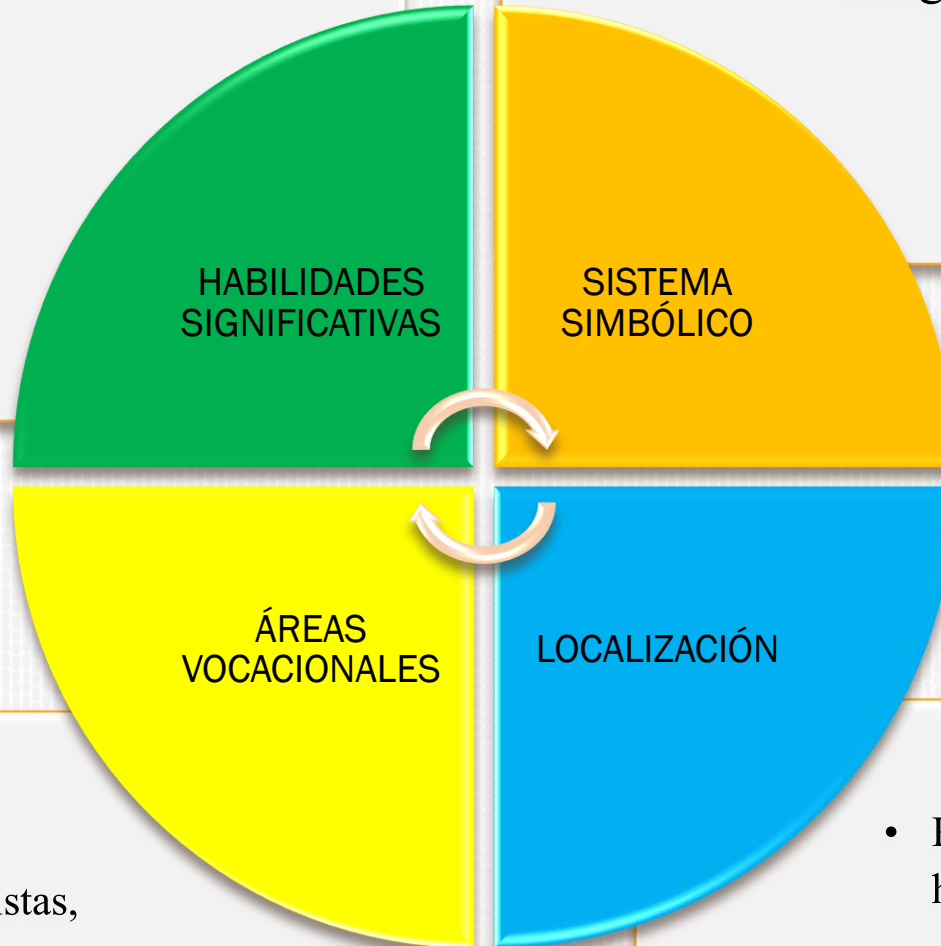 HABILIDADES
SIGNIFICATIVAS
SISTEMA
SIMBÓLICO
ÁREAS
VOCACIONALES
LOCALIZACIÓN
•